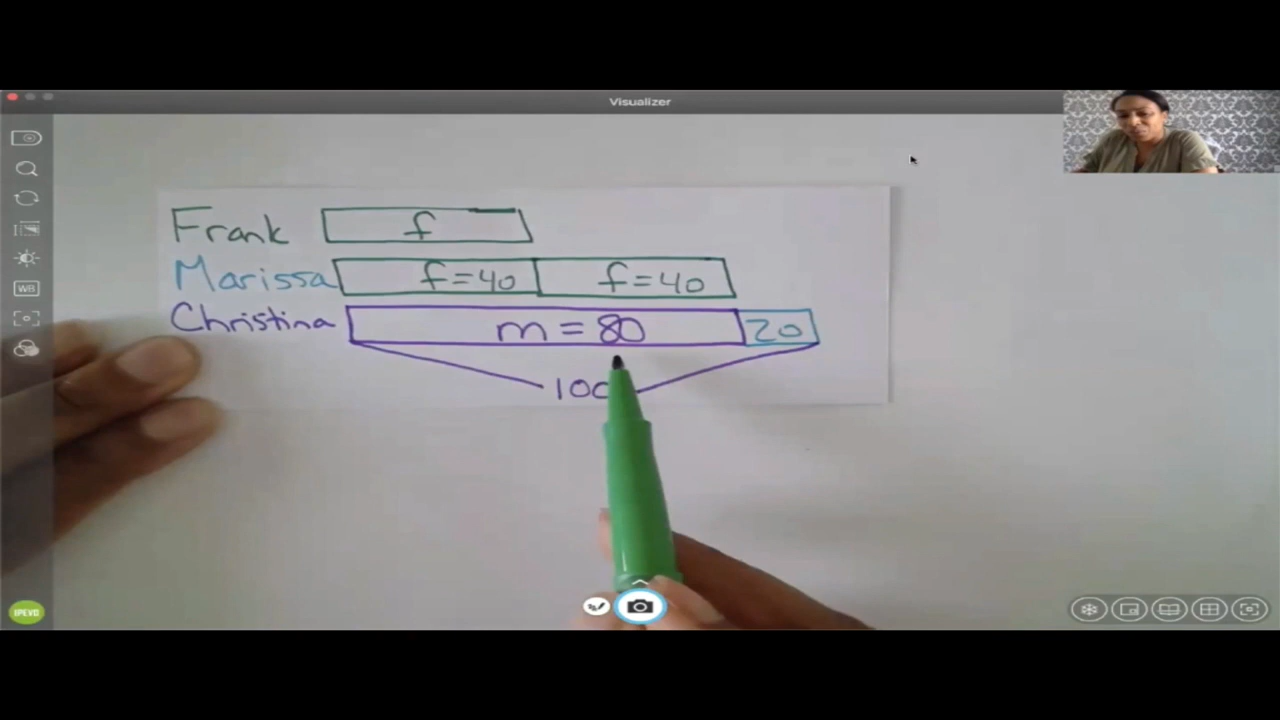 Visualizer
Frank f
Marissa f=40 f=40
Christina m = 80 20
100
WB
IPEVO